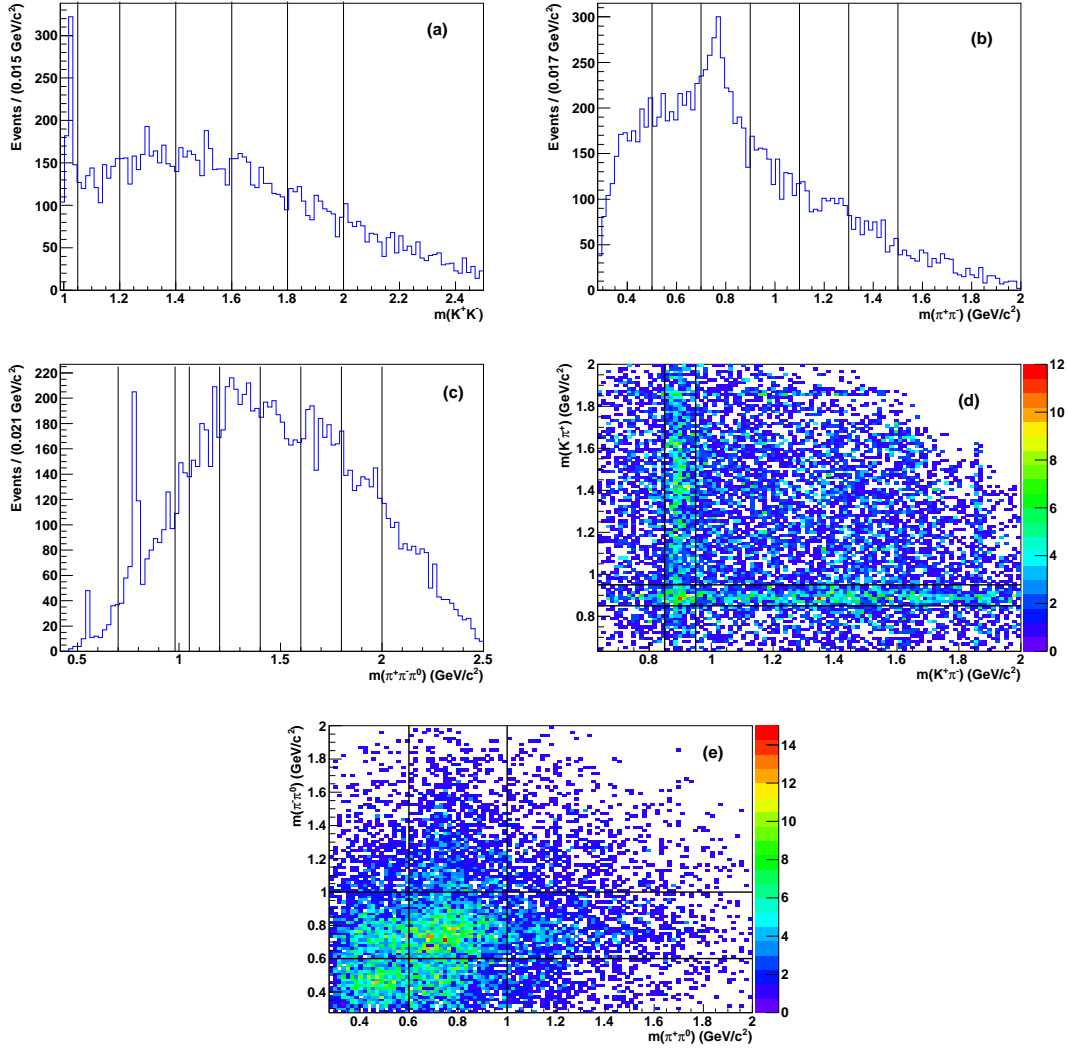 (a)
Events / (0.015 GeV/c²)
300
250
200
150
100
50
0
1 1.2 1.4 1.6 1.8 2 2.2 2.4
m(K⁺K⁻)
(b)
Events / (0.017 GeV/c²)
300
250
200
150
100
50
0
0.4 0.6 0.8 1 1.2 1.4 1.6 1.8 2
m(π⁺π⁻) (GeV/c²)
(c)
Events / (0.021 GeV/c²)
220
200
180
160
140
120
100
80
60
40
20
0
0.5 1 1.5 2 2.5
m(π⁺π⁻π⁰) (GeV/c²)
(d)
m(K⁻π⁺) (GeV/c²)
2
1.8
1.6
1.4
1.2
1
0.8
0.8 1 1.2 1.4 1.6 1.8 2
m(K⁺π⁻) (GeV/c²)
12
10
8
6
4
2
0
(e)
m(π⁻π⁰) (GeV/c²)
2
1.8
1.6
1.4
1.2
1
0.8
0.6
0.4
0.4 0.6 0.8 1 1.2 1.4 1.6 1.8 2
m(π⁺π⁰) (GeV/c²)
14
12
10
8
6
4
2
0